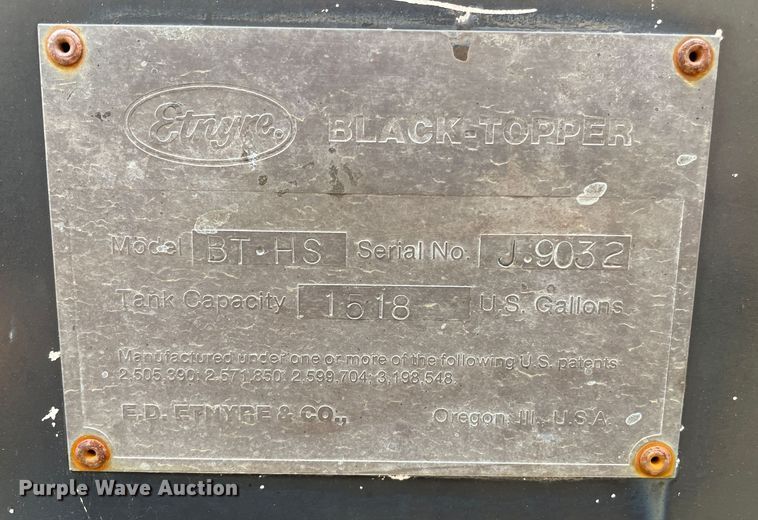 Etnyre. BLACK-TOPPER
Model BT-HS Serial No. J-9032
Tank Capacity 1518 U.S. Gallons
Manufactured under one or more of the following U.S. patents
2,505,390; 2,571,850; 2,599,704; 3,198,548.
E.D. ETNYRE & CO., Oregon, Ill., U.S.A.
Purple Wave Auction